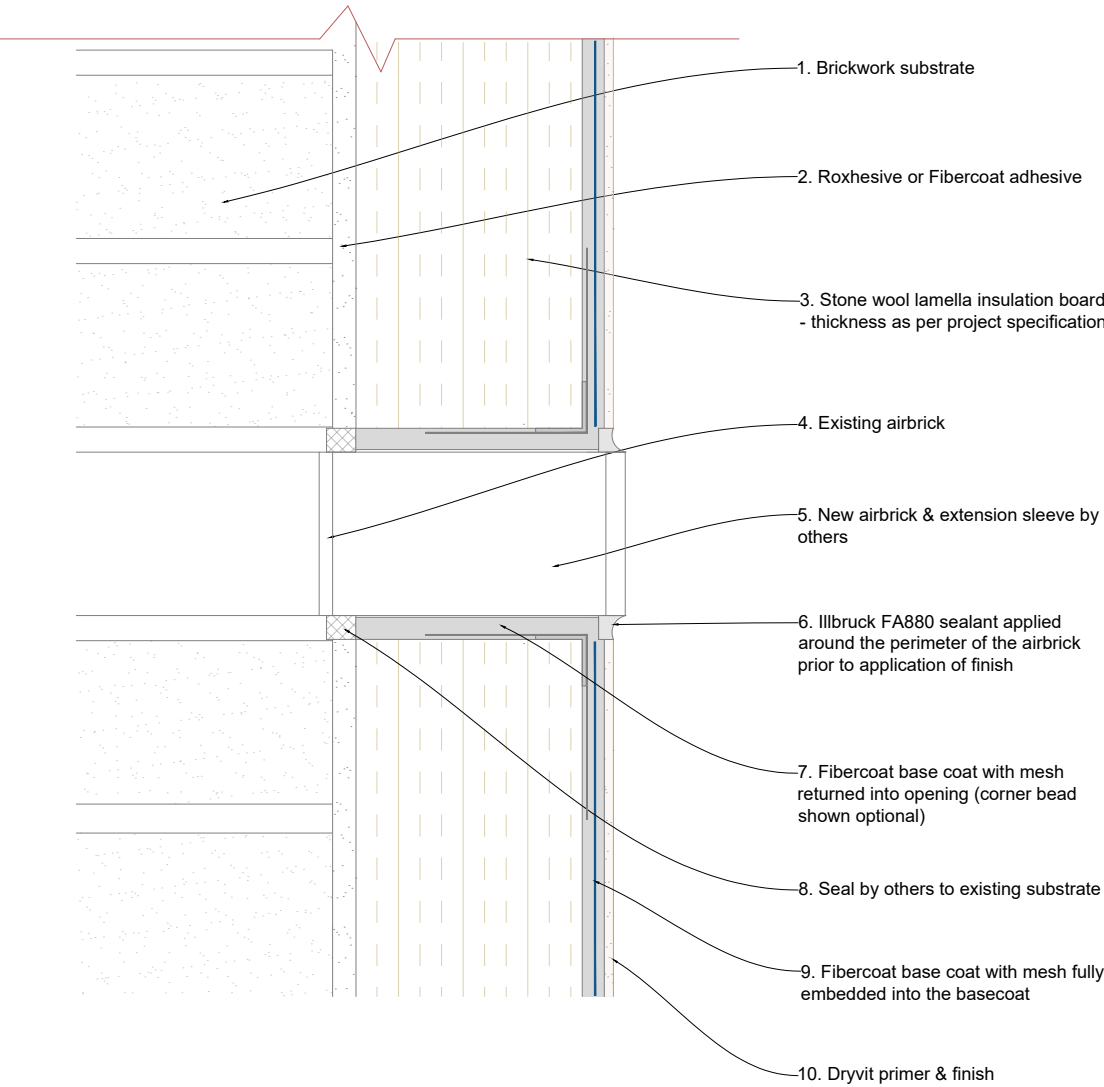 1. Brickwork substrate
2. Roxhesive or Fibercoat adhesive
3. Stone wool lamella insulation board
- thickness as per project specification
4. Existing airbrick
5. New airbrick & extension sleeve by
others
6. Illbruck FA880 sealant applied
around the perimeter of the airbrick
prior to application of finish
7. Fibercoat base coat with mesh
returned into opening (corner bead
shown optional)
8. Seal by others to existing substrate
9. Fibercoat base coat with mesh fully
embedded into the basecoat
10. Dryvit primer & finish